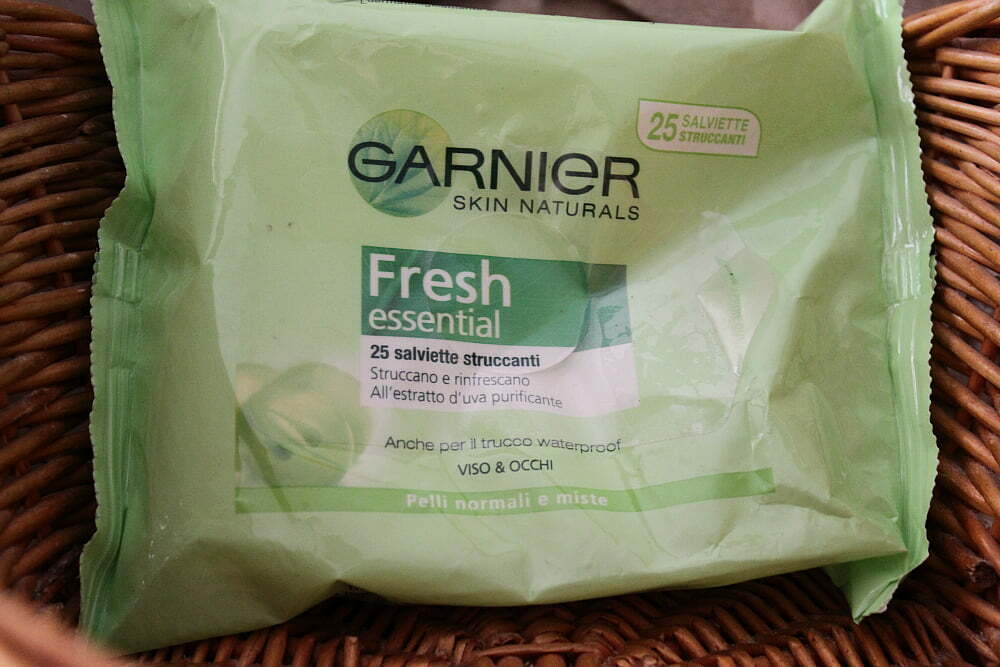 25 SALVIETTE
STRUCCANTI
GARNIER
SKIN NATURALS
Fresh
essential
25 salviette struccanti
Struccano e rinfrescano
All'estratto d'uva purificante
Anche per il trucco waterproof
VISO & OCCHI
Pelli normali e miste